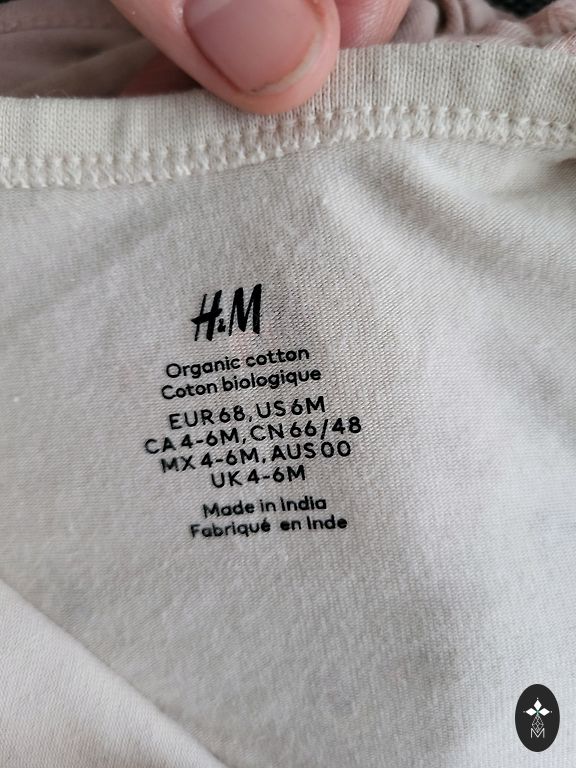 H&M
Organic cotton
Coton biologique
EUR 68, US 6M
CA 4-6M, CN 66/48
MX 4-6M, AUS 00
UK 4-6M
Made in India
Fabriqué en Inde
M